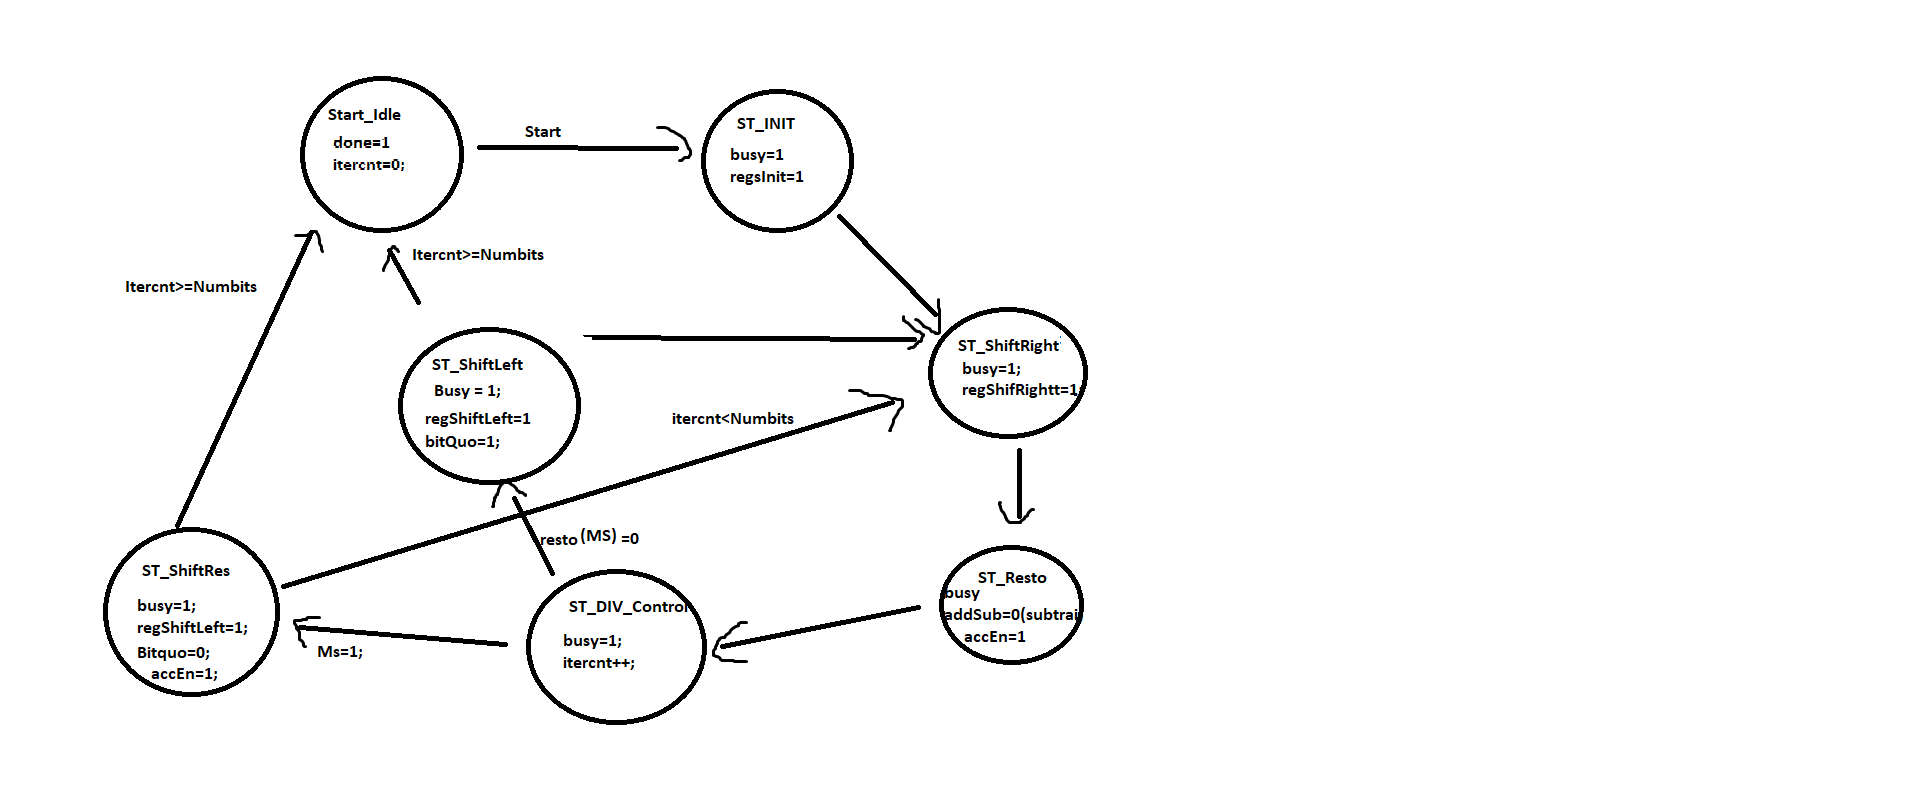 Start_Idle
done=1
itercnt=0;
Start
ST_INIT
busy=1
regsInit=1
Itercnt>=Numbits
Itercnt>=Numbits
ST_ShiftLeft
Busy = 1;
regShiftLeft=1
bitQuo=1;
ST_ShiftRight
busy=1;
regShifRightt=1;
itercnt<Numbits
resto(MS) =0
ST_ShiftRes
busy=1;
regShiftLeft=1;
Bitquo=0;
accEn=1;
Ms=1;
ST_DIV_Control
busy=1;
itercnt++;
ST_Resto
busy
addSub=0(subtrai
accEn=1